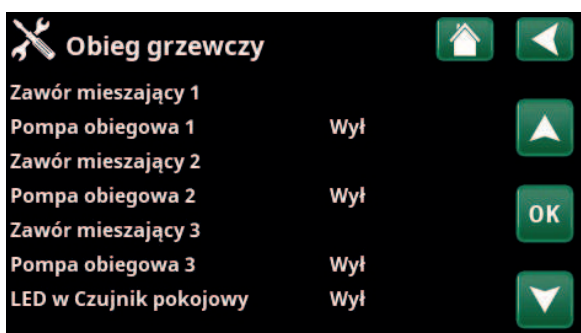 Obieg grzewczy
Zawór mieszający 1
Pompa obiegowa 1 Wył
Zawór mieszający 2
Pompa obiegowa 2 Wył
Zawór mieszający 3
Pompa obiegowa 3 Wył
LED w Czujnik pokojowy Wył
OK